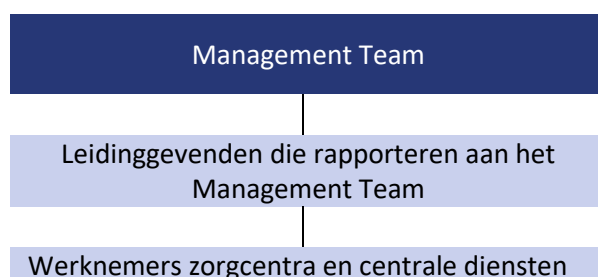 Management Team
Leidinggevenden die rapporteren aan het
Management Team
Werknemers zorgcentra en centrale diensten